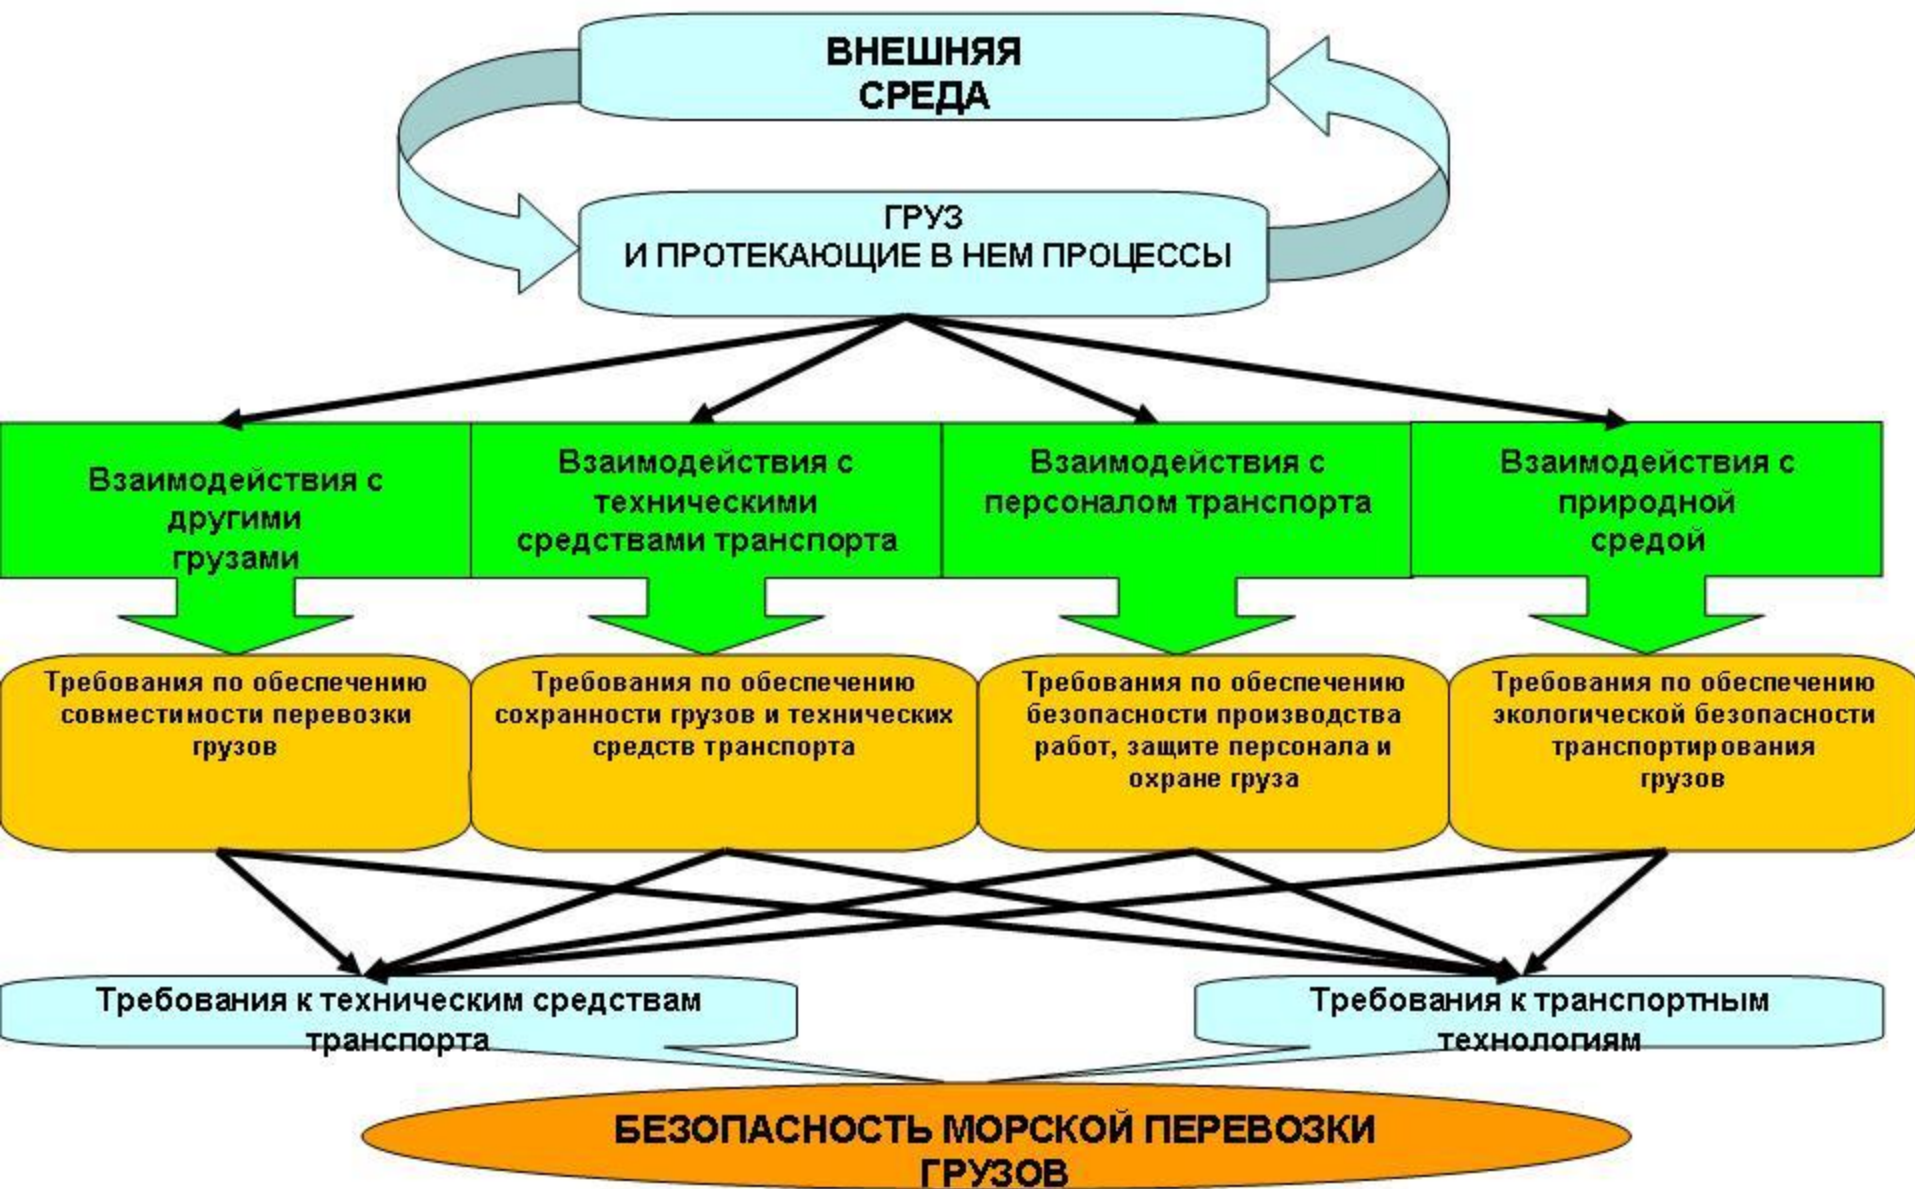 ВНЕШНЯЯ
СРЕДА
ГРУЗ
И ПРОТЕКАЮЩИЕ В НЕМ ПРОЦЕССЫ
Взаимодействия с
другими
грузами
Взаимодействия с
техническими
средствами транспорта
Взаимодействия с
персоналом транспорта
Взаимодействия с
природной
средой
Требования по обеспечению
совместимости перевозки
грузов
Требования по обеспечению
сохранности грузов и технических
средств транспорта
Требования по обеспечению
безопасности производства
работ, защите персонала и
охране груза
Требования по обеспечению
экологической безопасности
транспортирования
грузов
Требования к техническим средствам
транспорта
Требования к транспортным
технологиям
БЕЗОПАСНОСТЬ МОРСКОЙ ПЕРЕВОЗКИ
ГРУЗОВ